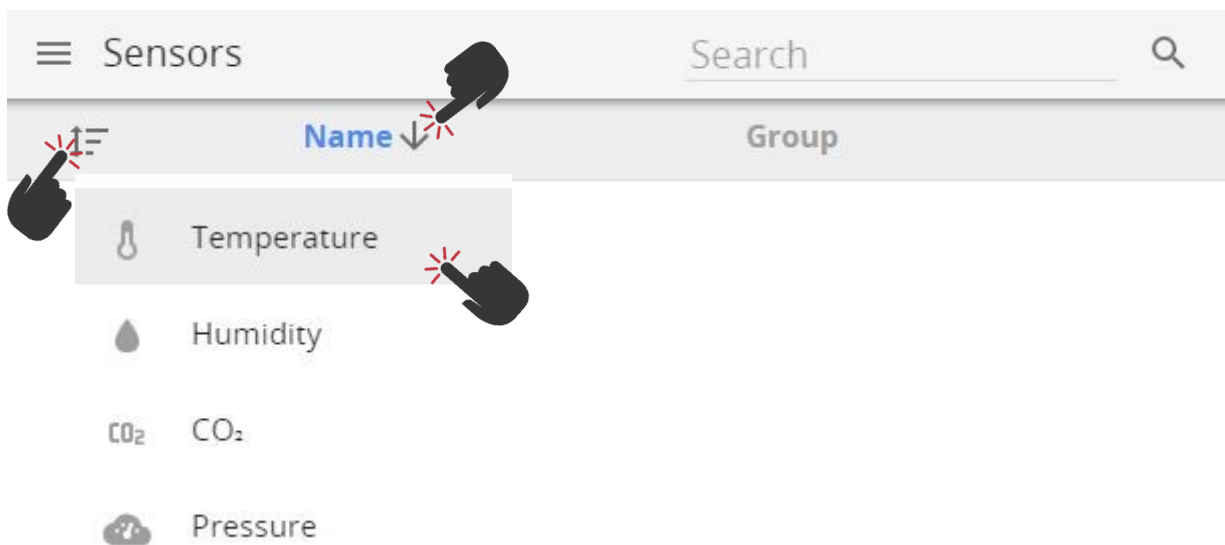 Sensors Search
Name Group
Temperature
Humidity
CO2 CO₂
Pressure